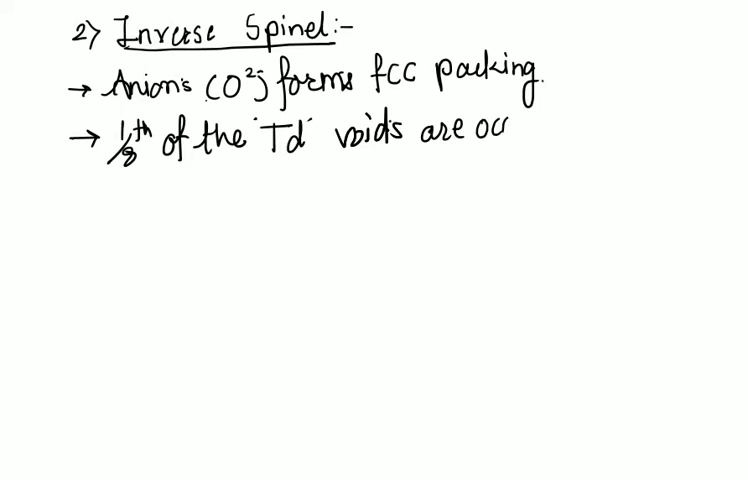 2) Inverse Spinel:-
→ Anions (O²⁻) forms fcc packing.
→ 1/8th of the 'Td' voids are oc